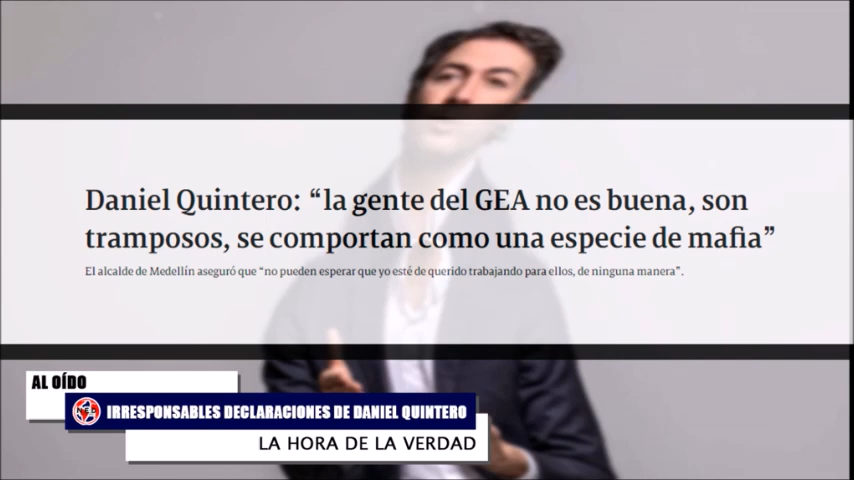 Daniel Quintero: “la gente del GEA no es buena, son
tramposos, se comportan como una especie de mafia”
El alcalde de Medellín aseguró que “no pueden esperar que yo esté de querido trabajando para ellos, de ninguna manera”.
AL OÍDO
IRRESPONSABLES DECLARACIONES DE DANIEL QUINTERO
LA HORA DE LA VERDAD